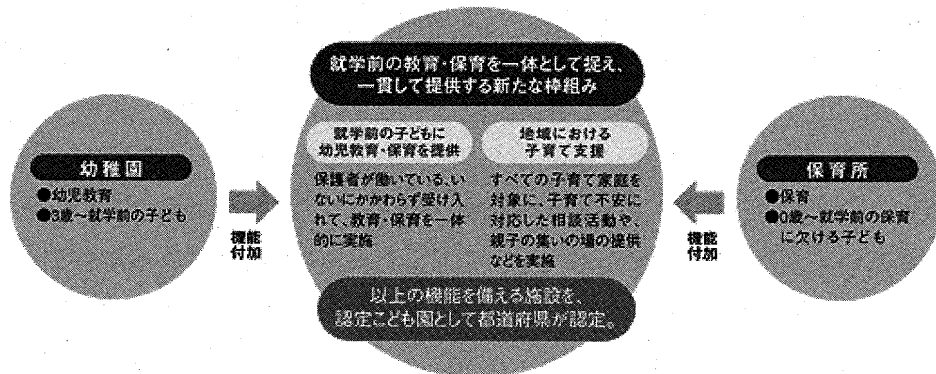 就学前の教育・保育を一体として捉え、
一貫して提供する新たな枠組み
幼稚園
●幼児教育
●3歳～就学前の子ども
機能
付加
就学前の子どもに
幼児教育・保育を提供
保護者が働いている、い
ないにかかわらず受け入
れて、教育・保育を一体
的に実施
地域における
子育て支援
すべての子育て家庭を
対象に、子育て不安に
対応した相談活動や、
親子の集いの場の提供
などを実施
以上の機能を備える施設を、
認定こども園として都道府県が認定。
保育所
●保育
●0歳～就学前の保育
に欠ける子ども
機能
付加